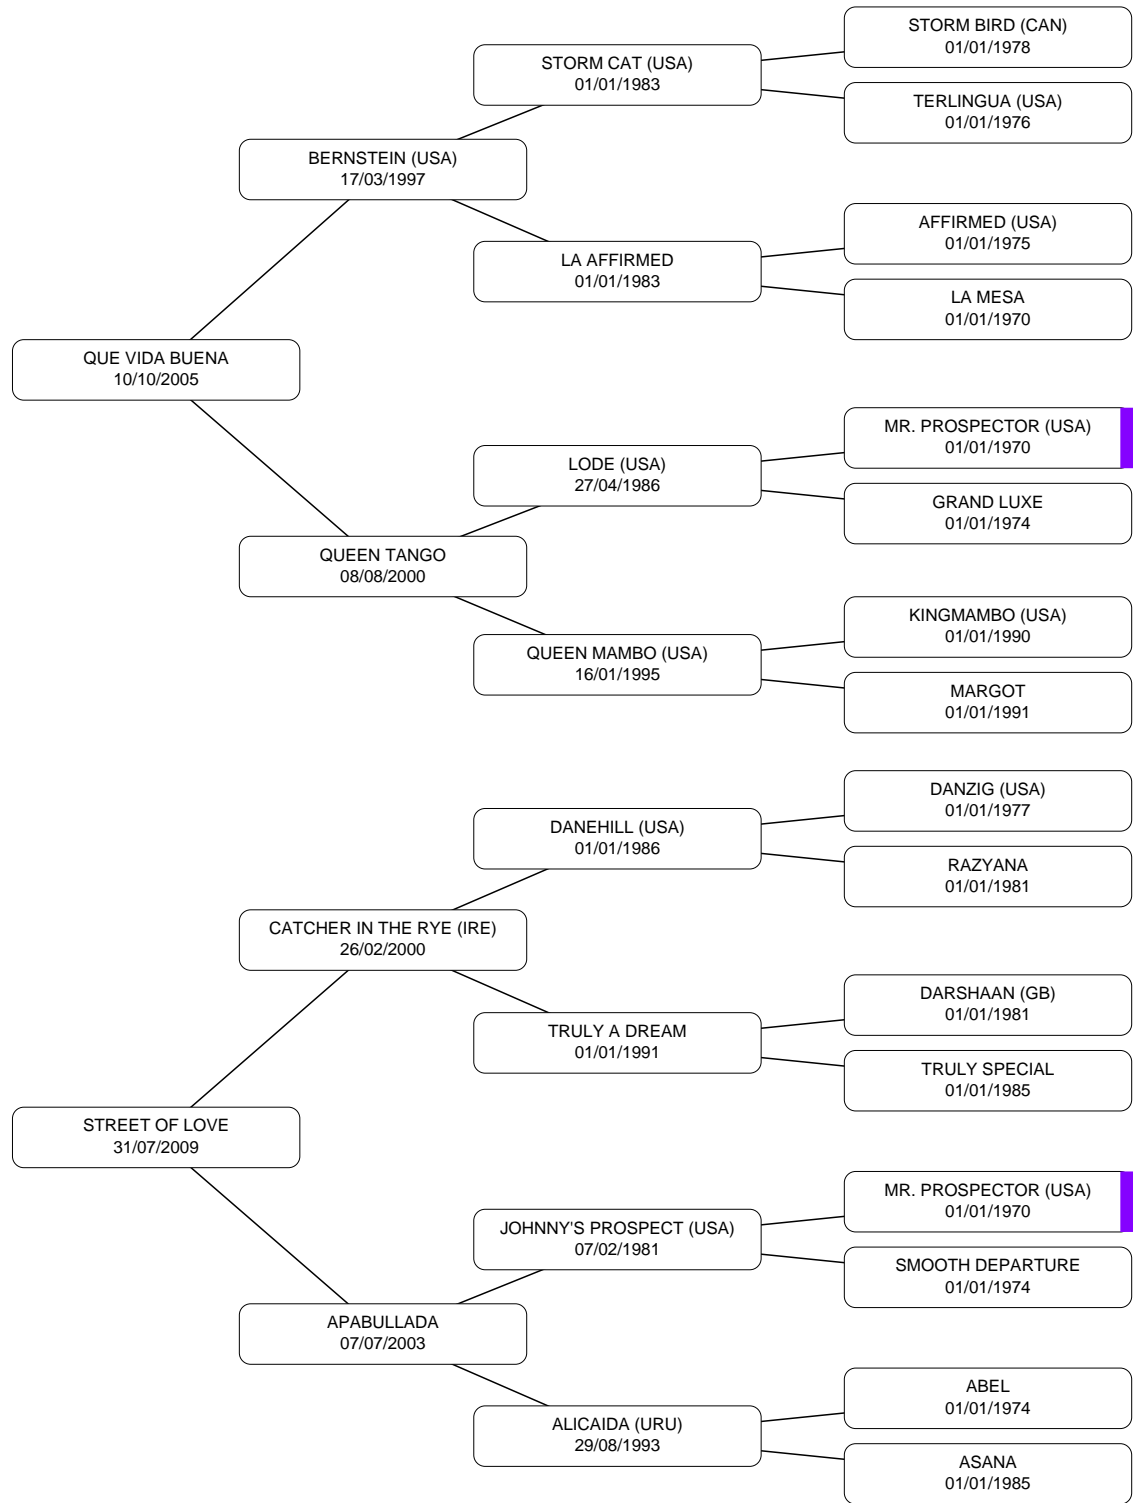 STORM BIRD (CAN)
01/01/1978
STORM CAT (USA)
01/01/1983
TERLINGUA (USA)
01/01/1976
BERNSTEIN (USA)
17/03/1997
AFFIRMED (USA)
01/01/1975
LA AFFIRMED
01/01/1983
LA MESA
01/01/1970
QUE VIDA BUENA
10/10/2005
MR. PROSPECTOR (USA)
01/01/1970
LODE (USA)
27/04/1986
GRAND LUXE
01/01/1974
QUEEN TANGO
08/08/2000
KINGMAMBO (USA)
01/01/1990
QUEEN MAMBO (USA)
16/01/1995
MARGOT
01/01/1991
DANZIG (USA)
01/01/1977
DANEHILL (USA)
01/01/1986
RAZYANA
01/01/1981
CATCHER IN THE RYE (IRE)
26/02/2000
DARSHAAN (GB)
01/01/1981
TRULY A DREAM
01/01/1991
TRULY SPECIAL
01/01/1985
STREET OF LOVE
31/07/2009
MR. PROSPECTOR (USA)
01/01/1970
JOHNNY'S PROSPECT (USA)
07/02/1981
SMOOTH DEPARTURE
01/01/1974
APABULLADA
07/07/2003
ABEL
01/01/1974
ALICAIDA (URU)
29/08/1993
ASANA
01/01/1985